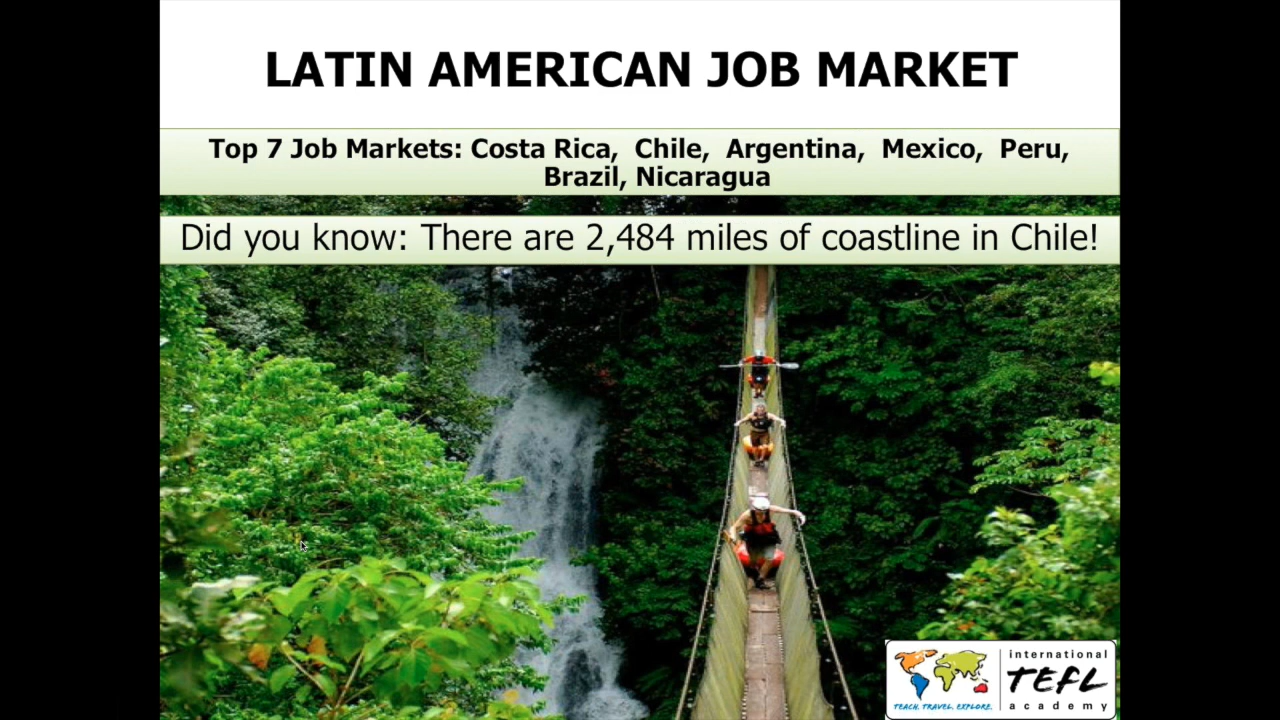 LATIN AMERICAN JOB MARKET
Top 7 Job Markets: Costa Rica, Chile, Argentina, Mexico, Peru,
Brazil, Nicaragua
Did you know: There are 2,484 miles of coastline in Chile!
international
TEFL
academy
TEACH. TRAVEL. EXPLORE.